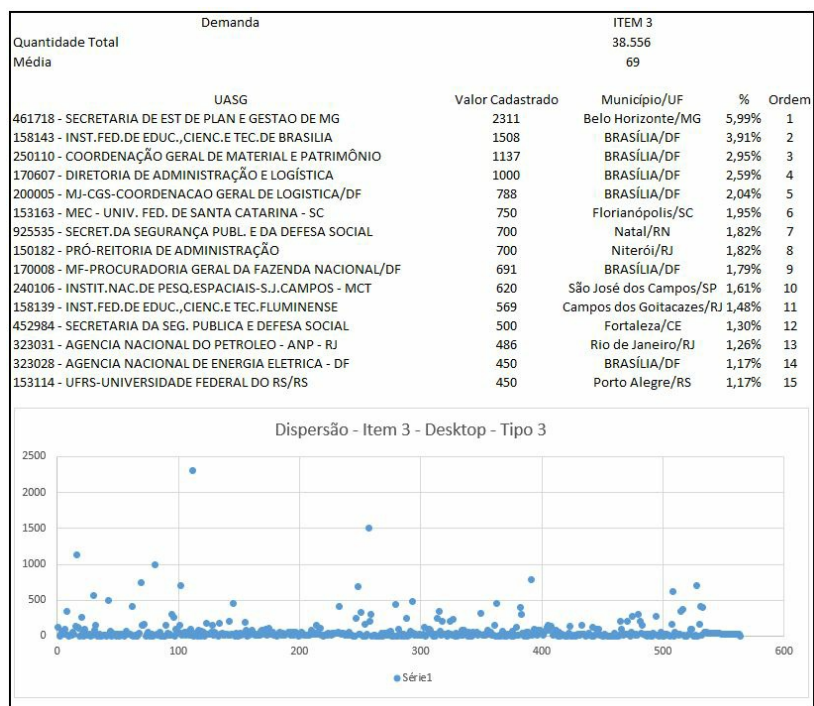 Demanda ITEM 3
Quantidade Total 38.556
Média 69
UASG Valor Cadastrado Município/UF % Ordem
461718 - SECRETARIA DE EST DE PLAN E GESTAO DE MG 2311 Belo Horizonte/MG 5,99% 1
158143 - INST.FED.DE EDUC.,CIENC.E TEC.DE BRASILIA 1508 BRASÍLIA/DF 3,91% 2
250110 - COORDENAÇÃO GERAL DE MATERIAL E PATRIMÔNIO 1137 BRASÍLIA/DF 2,95% 3
170607 - DIRETORIA DE ADMINISTRAÇÃO E LOGÍSTICA 1000 BRASÍLIA/DF 2,59% 4
200005 - MJ-CGS-COORDENACAO GERAL DE LOGISTICA/DF 788 BRASÍLIA/DF 2,04% 5
153163 - MEC - UNIV. FED. DE SANTA CATARINA - SC 750 Florianópolis/SC 1,95% 6
925535 - SECRET.DA SEGURANÇA PUBL. E DA DEFESA SOCIAL 700 Natal/RN 1,82% 7
150182 - PRÓ-REITORIA DE ADMINISTRAÇÃO 700 Niterói/RJ 1,82% 8
170008 - MF-PROCURADORIA GERAL DA FAZENDA NACIONAL/DF 691 BRASÍLIA/DF 1,79% 9
240106 - INSTIT.NAC.DE PESQ.ESPACIAIS-S.J.CAMPOS - MCT 620 São José dos Campos/SP 1,61% 10
158139 - INST.FED.DE EDUC.,CIENC.E TEC.FLUMINENSE 569 Campos dos Goitacazes/RJ 1,48% 11
452984 - SECRETARIA DA SEG. PUBLICA E DEFESA SOCIAL 500 Fortaleza/CE 1,30% 12
323031 - AGENCIA NACIONAL DO PETROLEO - ANP - RJ 486 Rio de Janeiro/RJ 1,26% 13
323028 - AGENCIA NACIONAL DE ENERGIA ELETRICA - DF 450 BRASÍLIA/DF 1,17% 14
153114 - UFRS-UNIVERSIDADE FEDERAL DO RS/RS 450 Porto Alegre/RS 1,17% 15
Dispersão - Item 3 - Desktop - Tipo 3
2500
2000
1500
1000
500
0
0 100 200 300 400 500 600
Série1